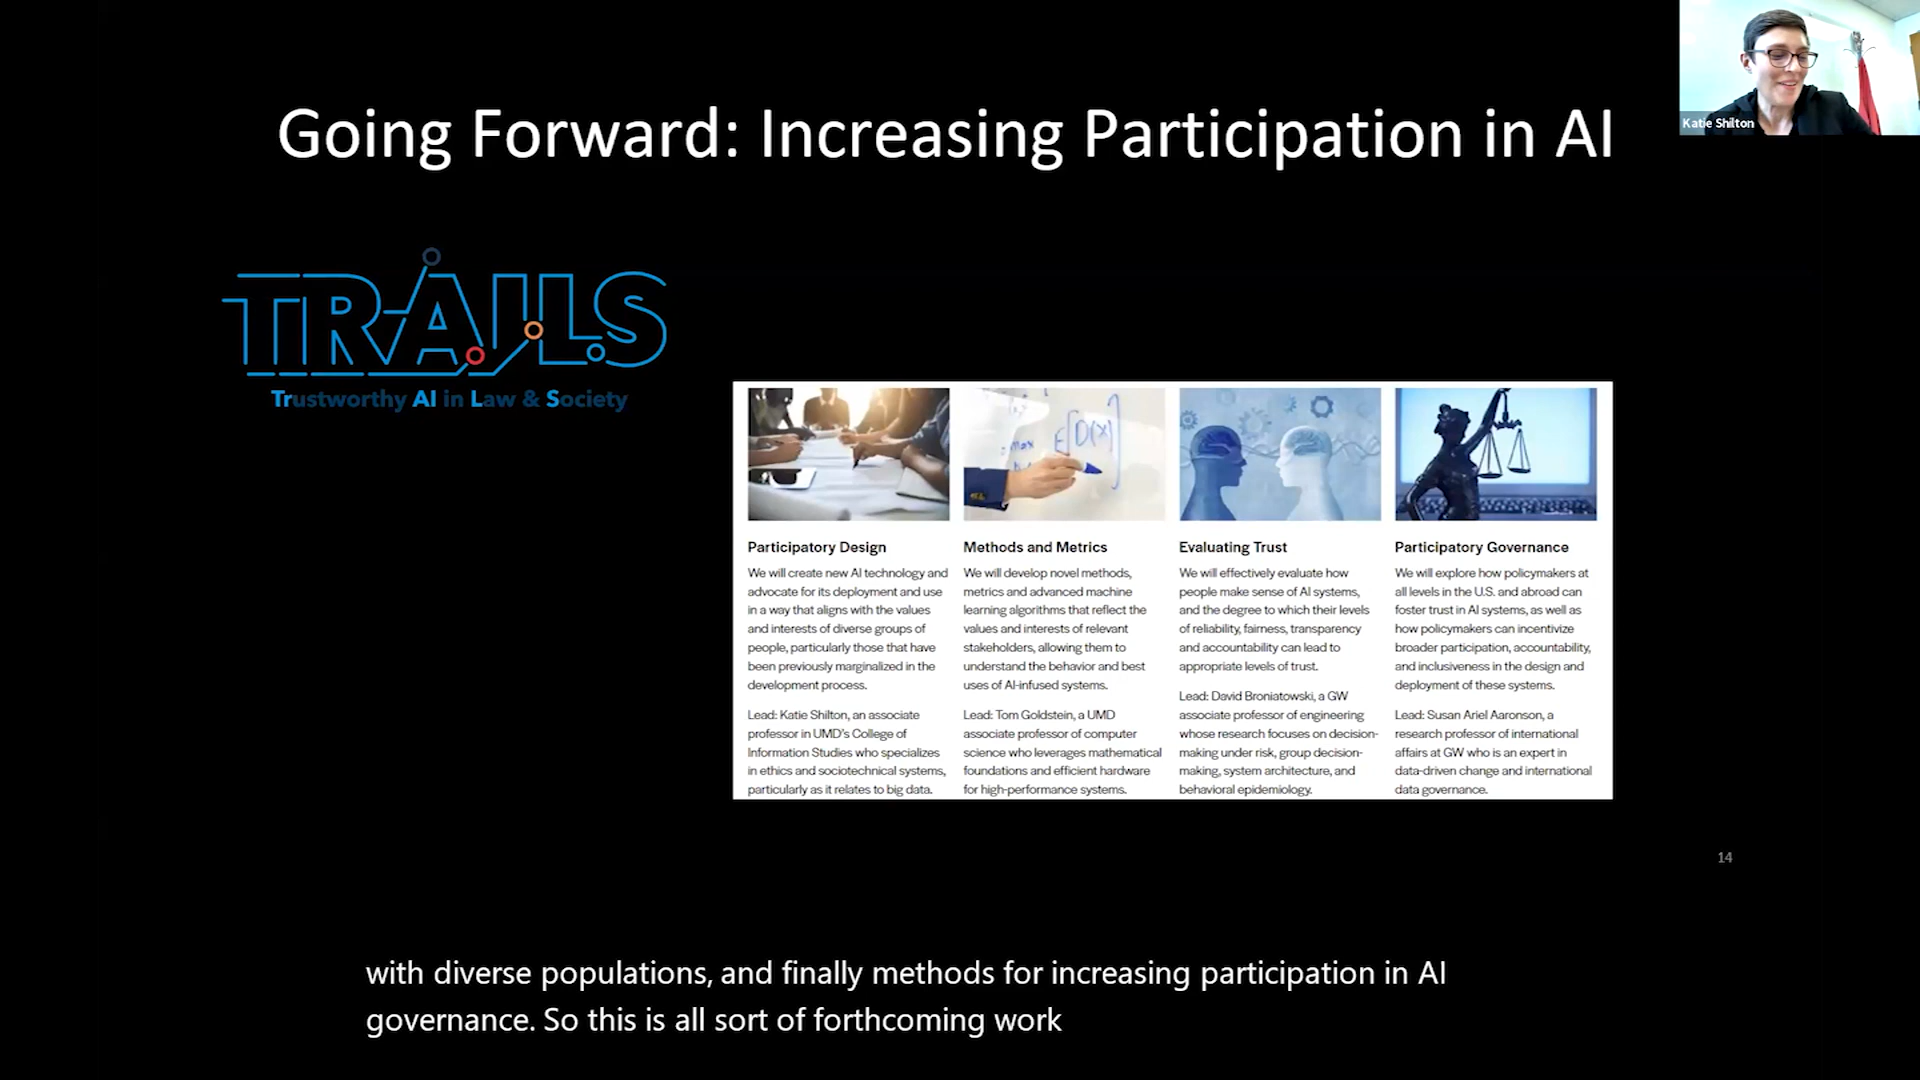 Katie Shilton
Going Forward: Increasing Participation in AI
TRAILS
Trustworthy AI in Law & Society
E[D(x)]
max
Participatory Design
We will create new AI technology and
advocate for its deployment and use
in a way that aligns with the values
and interests of diverse groups of
people, particularly those that have
been previously marginalized in the
development process.
Lead: Katie Shilton, an associate
professor in UMD's College of
Information Studies who specializes
in ethics and sociotechnical systems,
particularly as it relates to big data.
Methods and Metrics
We will develop novel methods,
metrics and advanced machine
learning algorithms that reflect the
values and interests of relevant
stakeholders, allowing them to
understand the behavior and best
uses of AI-infused systems.
Lead: Tom Goldstein, a UMD
associate professor of computer
science who leverages mathematical
foundations and efficient hardware
for high-performance systems.
Evaluating Trust
We will effectively evaluate how
people make sense of AI systems,
and the degree to which their levels
of reliability, fairness, transparency
and accountability can lead to
appropriate levels of trust.
Lead: David Broniatowski, a GW
associate professor of engineering
whose research focuses on decision-
making under risk, group decision-
making, system architecture, and
behavioral epidemiology.
Participatory Governance
We will explore how policymakers at
all levels in the U.S. and abroad can
foster trust in AI systems, as well as
how policymakers can incentivize
broader participation, accountability,
and inclusiveness in the design and
deployment of these systems.
Lead: Susan Ariel Aaronson, a
research professor of international
affairs at GW who is an expert in
data-driven change and international
data governance.
14
with diverse populations, and finally methods for increasing participation in AI
governance. So this is all sort of forthcoming work